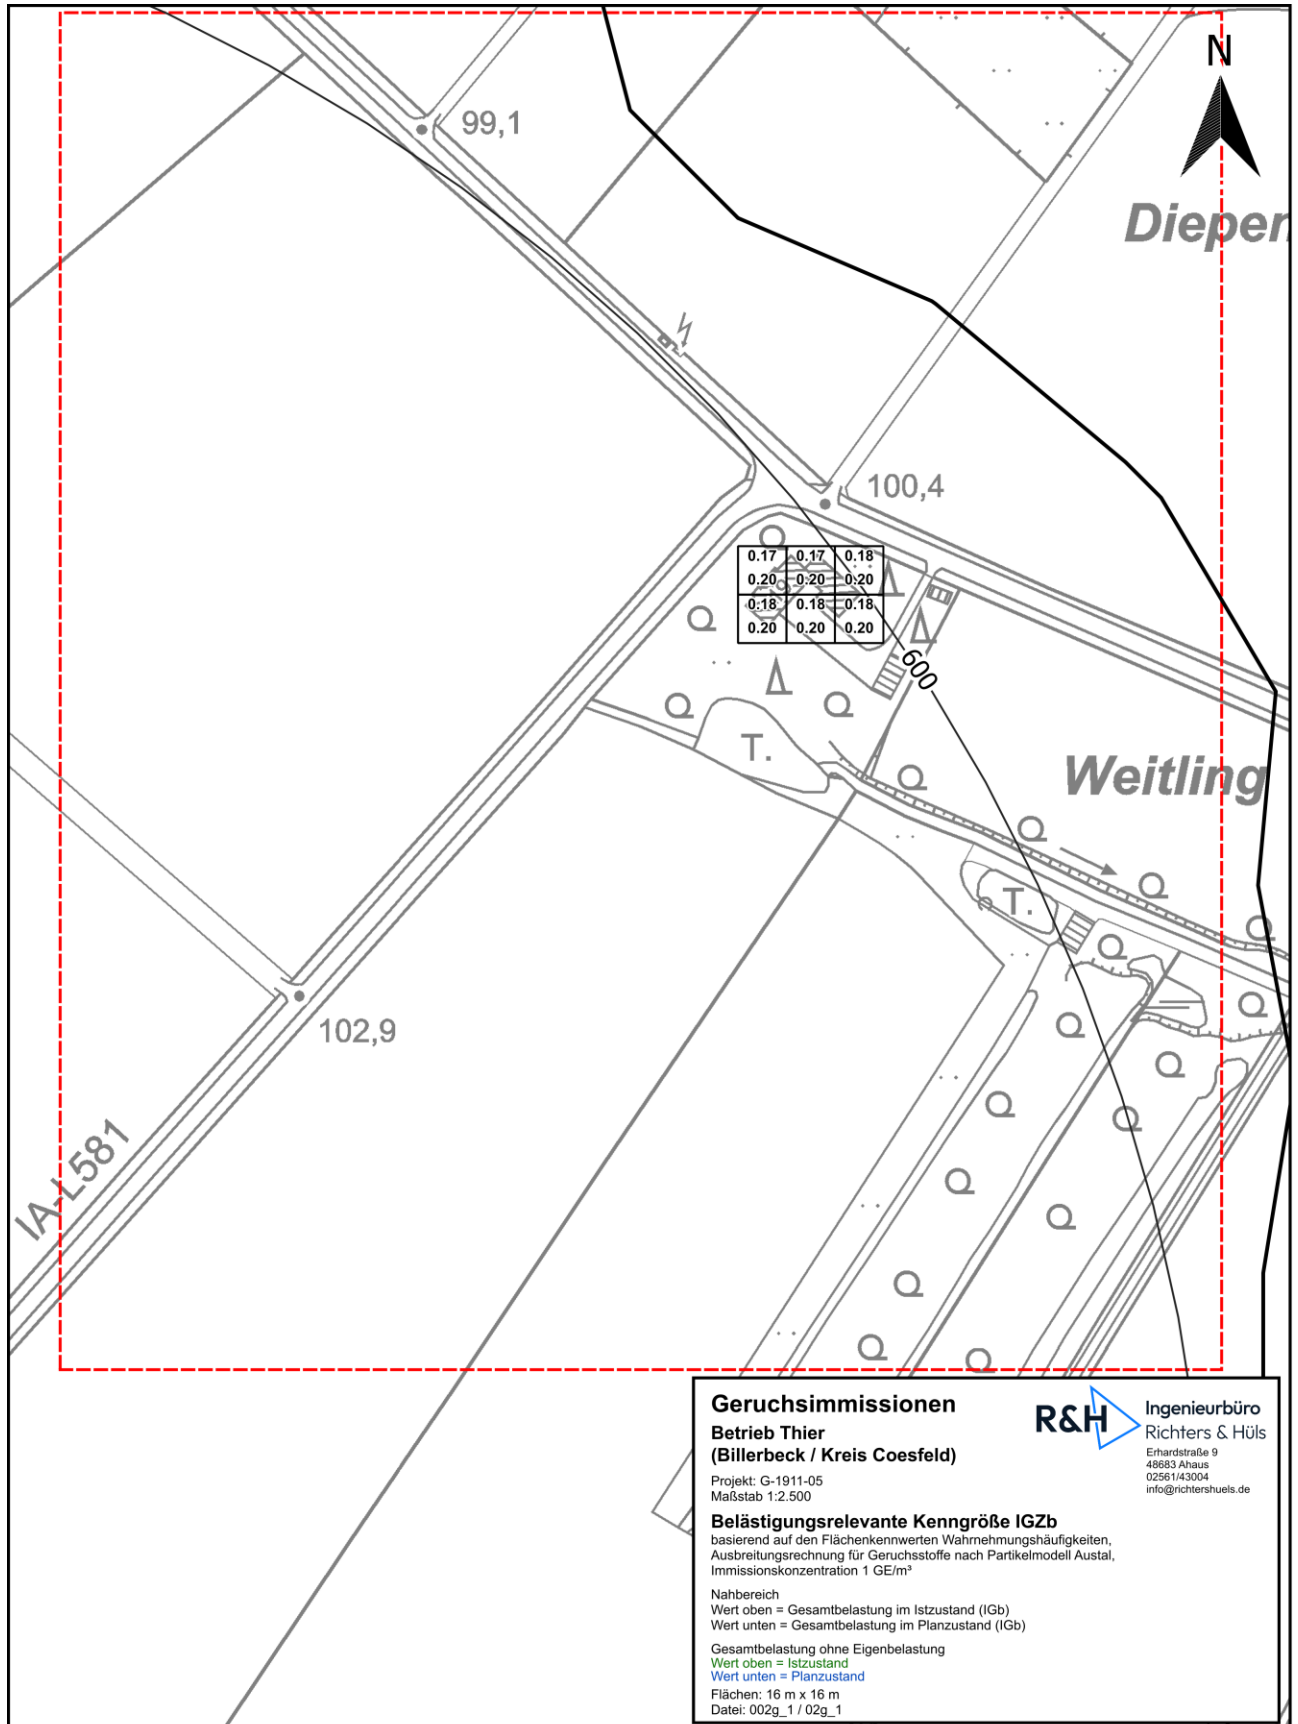 N
99,1
Diepen
100,4
0.17 0.17 0.18
0.20 0.20 0.20
0.18 0.18 0.18
0.20 0.20 0.20
600
T.
Weitling
T.
102,9
IA-L581
Geruchsimmissionen
Betrieb Thier
(Billerbeck / Kreis Coesfeld)
Projekt: G-1911-05
Maßstab 1:2.500
R&H
Ingenieurbüro
Richters & Hüls
Erhardstraße 9
48683 Ahaus
02561/43004
info@richtershuels.de
Belästigungsrelevante Kenngröße IGZb
basierend auf den Flächenkennwerten Wahrnehmungshäufigkeiten,
Ausbreitungsrechnung für Geruchsstoffe nach Partikelmodell Austal,
Immissionskonzentration 1 GE/m³
Nahbereich
Wert oben = Gesamtbelastung im Istzustand (IGb)
Wert unten = Gesamtbelastung im Planzustand (IGb)
Gesamtbelastung ohne Eigenbelastung
Wert oben = Istzustand
Wert unten = Planzustand
Flächen: 16 m x 16 m
Datei: 002g_1 / 02g_1